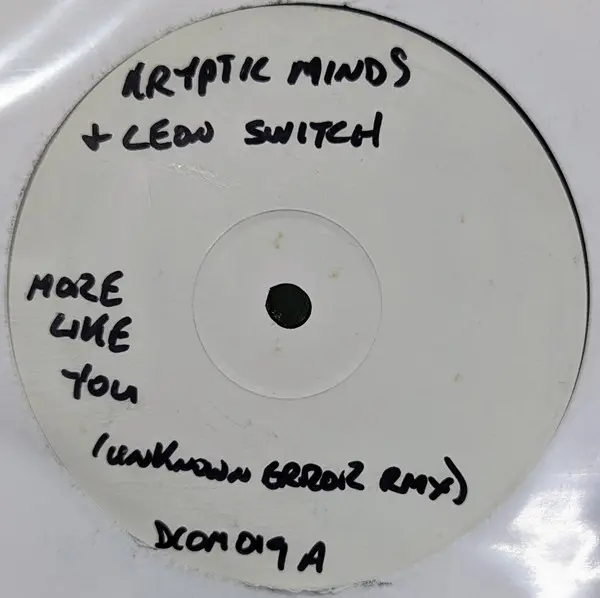 KRYPTIC MINDS
+ LEON SWITCH
MORE
LIKE
YOU
(UNKNOWN ERROR RMX)
DCOM019 A